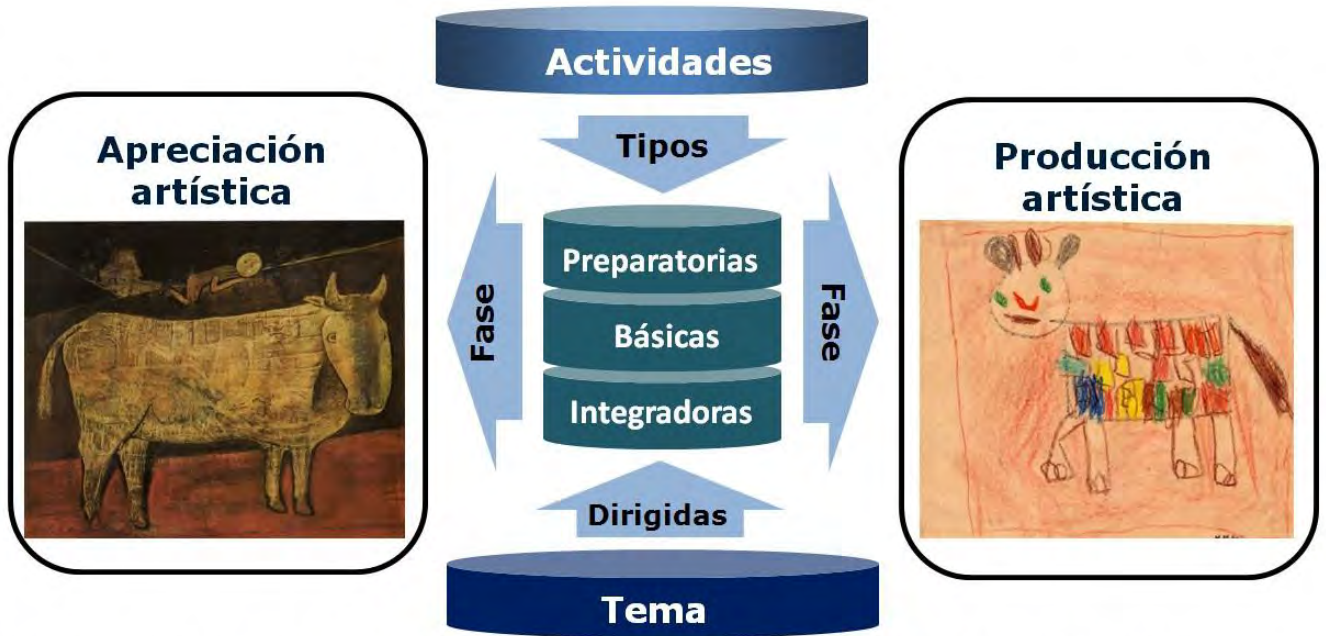 Actividades
Tipos
Apreciación
artística
Fase
Preparatorias
Básicas
Integradoras
Fase
Producción
artística
Dirigidas
Tema